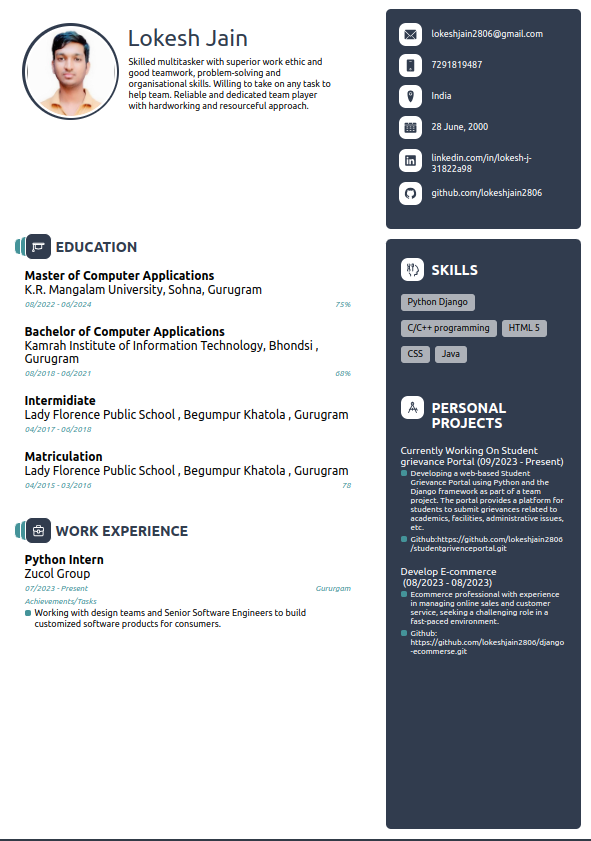 Lokesh Jain
Skilled multitasker with superior work ethic and
good teamwork, problem-solving and
organisational skills. Willing to take on any task to
help team. Reliable and dedicated team player
with hardworking and resourceful approach.
lokeshjain2806@gmail.com
7291819487
India
28 June, 2000
linkedin.com/in/lokesh-j-
31822a98
github.com/lokeshjain2806
EDUCATION
Master of Computer Applications
K.R. Mangalam University, Sohna, Gurugram
08/2022 - 06/2024 75%
Bachelor of Computer Applications
Kamrah Institute of Information Technology, Bhondsi ,
Gurugram
08/2018 - 06/2021 68%
Intermidiate
Lady Florence Public School , Begumpur Khatola , Gurugram
04/2017 - 06/2018
Matriculation
Lady Florence Public School , Begumpur Khatola , Gurugram
04/2015 - 03/2016 78
WORK EXPERIENCE
Python Intern
Zucol Group
07/2023 - Present Gururgam
Achievements/Tasks
Working with design teams and Senior Software Engineers to build
customized software products for consumers.
SKILLS
Python Django
C/C++ programming HTML 5
CSS Java
PERSONAL
PROJECTS
Currently Working On Student
grievance Portal (09/2023 - Present)
Developing a web-based Student
Grievance Portal using Python and the
Django framework as part of a team
project. The portal provides a platform for
students to submit grievances related to
academics, facilities, administrative issues,
etc.
Github:https://github.com/lokeshjain2806
/studentgrivenceportal.git
Develop E-commerce
(08/2023 - 08/2023)
Ecommerce professional with experience
in managing online sales and customer
service, seeking a challenging role in a
fast-paced environment.
Github:
https://github.com/lokeshjain2806/django
-ecommerse.git